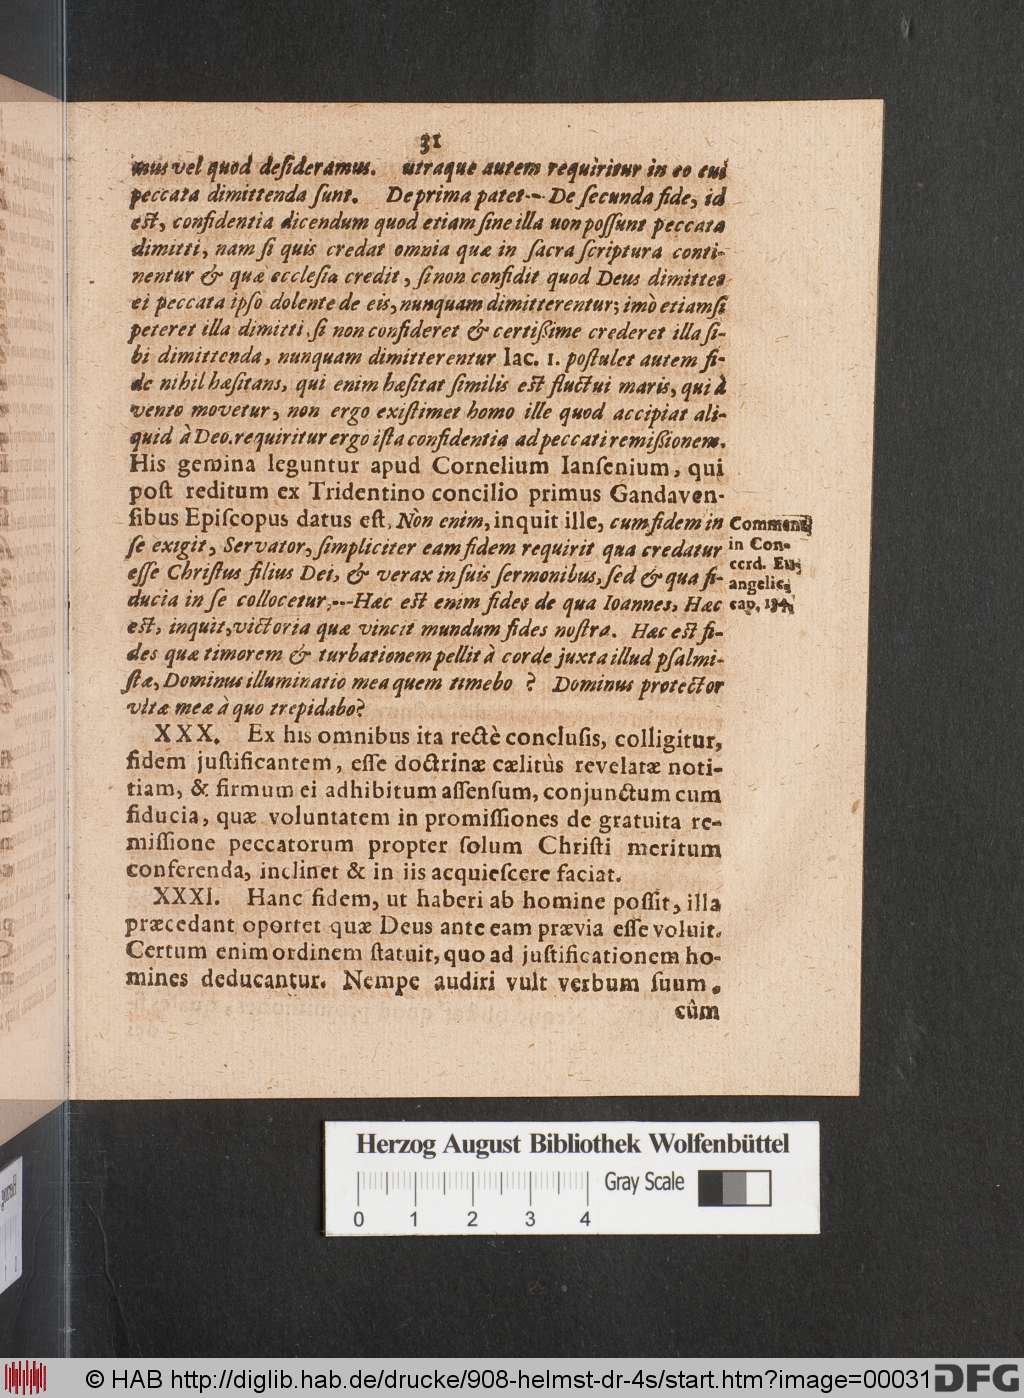 31
mus vel quod deſideramus. utraque autem requiritur in eo cui
peccata dimittenda ſunt. De prima patet-- De ſecunda fide, id
eſt, confidentia dicendum quod etiam ſine illa non poſſunt peccata
dimitti, nam ſi quis credat omnia quæ in ſacra ſcriptura conti-
nentur & quæ eccleſia credit, ſi non confidit quod Deus dimittet
ei peccata ipſo dolente de eis, nunquam dimitterentur; imò etiamſi
peteret illa dimitti, ſi non confideret & certißime crederet illa ſi-
bi dimittenda, nunquam dimitterentur Iac. 1. poſtulet autem fi-
de nihil hæſitans, qui enim hæſitat ſimilis eſt fluctui maris, qui à
vento movetur, non ergo exiſtimet homo ille quod accipiat ali-
quid à Deo. requiritur ergo iſta confidentia ad peccati remißionem.
His gemina leguntur apud Cornelium Ianſenium, qui
poſt reditum ex Tridentino concilio primus Gandaven-
ſibus Epiſcopus datus eſt, Non enim, inquit ille, cum fidem in
ſe exigit, Servator, ſimpliciter eam fidem requirit qua credatur
eſſe Chriſtus filius Dei, & verax in ſuis ſermonibus, ſed & qua fi-
ducia in ſe collocetur,--- Hæc eſt enim fides de qua Ioannes, Hæc
eſt, inquit, victoria quæ vincit mundum fides noſtra. Hæc eſt fi-
des quæ timorem & turbationem pellit à corde juxta illud pſalmi-
ſtæ, Dominus illuminatio mea quem timebo ? Dominus protector
vitæ meæ à quo trepidabo?
Comment.
in Con-
cord. Eu-
angelic.
cap. 134.
XXX. Ex his omnibus ita rectè concluſis, colligitur,
fidem juſtificantem, eſſe doctrinæ cælitùs revelatæ noti-
tiam, & firmum ei adhibitum aſſenſum, conjunctum cum
fiducia, quæ voluntatem in promiſſiones de gratuita re-
miſſione peccatorum propter ſolum Chriſti meritum
conferenda, inclinet & in iis acquieſcere faciat.
XXXI. Hanc fidem, ut haberi ab homine poſſit, illa
præcedant oportet quæ Deus ante eam prævia eſſe voluit.
Certum enim ordinem ſtatuit, quo ad juſtificationem ho-
mines deducantur. Nempe audiri vult verbum ſuum.
cûm
Herzog August Bibliothek Wolfenbüttel
Gray Scale
0 1 2 3 4
© HAB http://diglib.hab.de/drucke/908-helmst-dr-4s/start.htm?image=00031
DFG